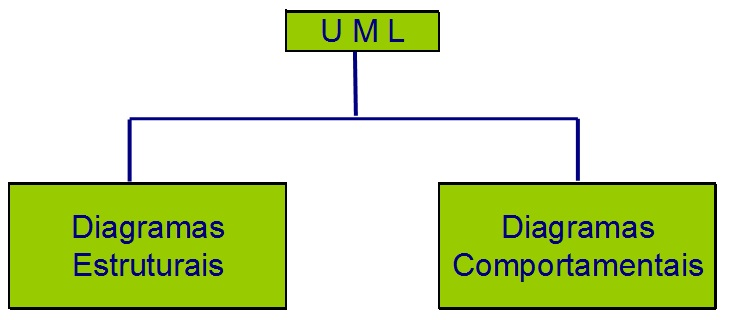 U M L
Diagramas
Estruturais
Diagramas
Comportamentais